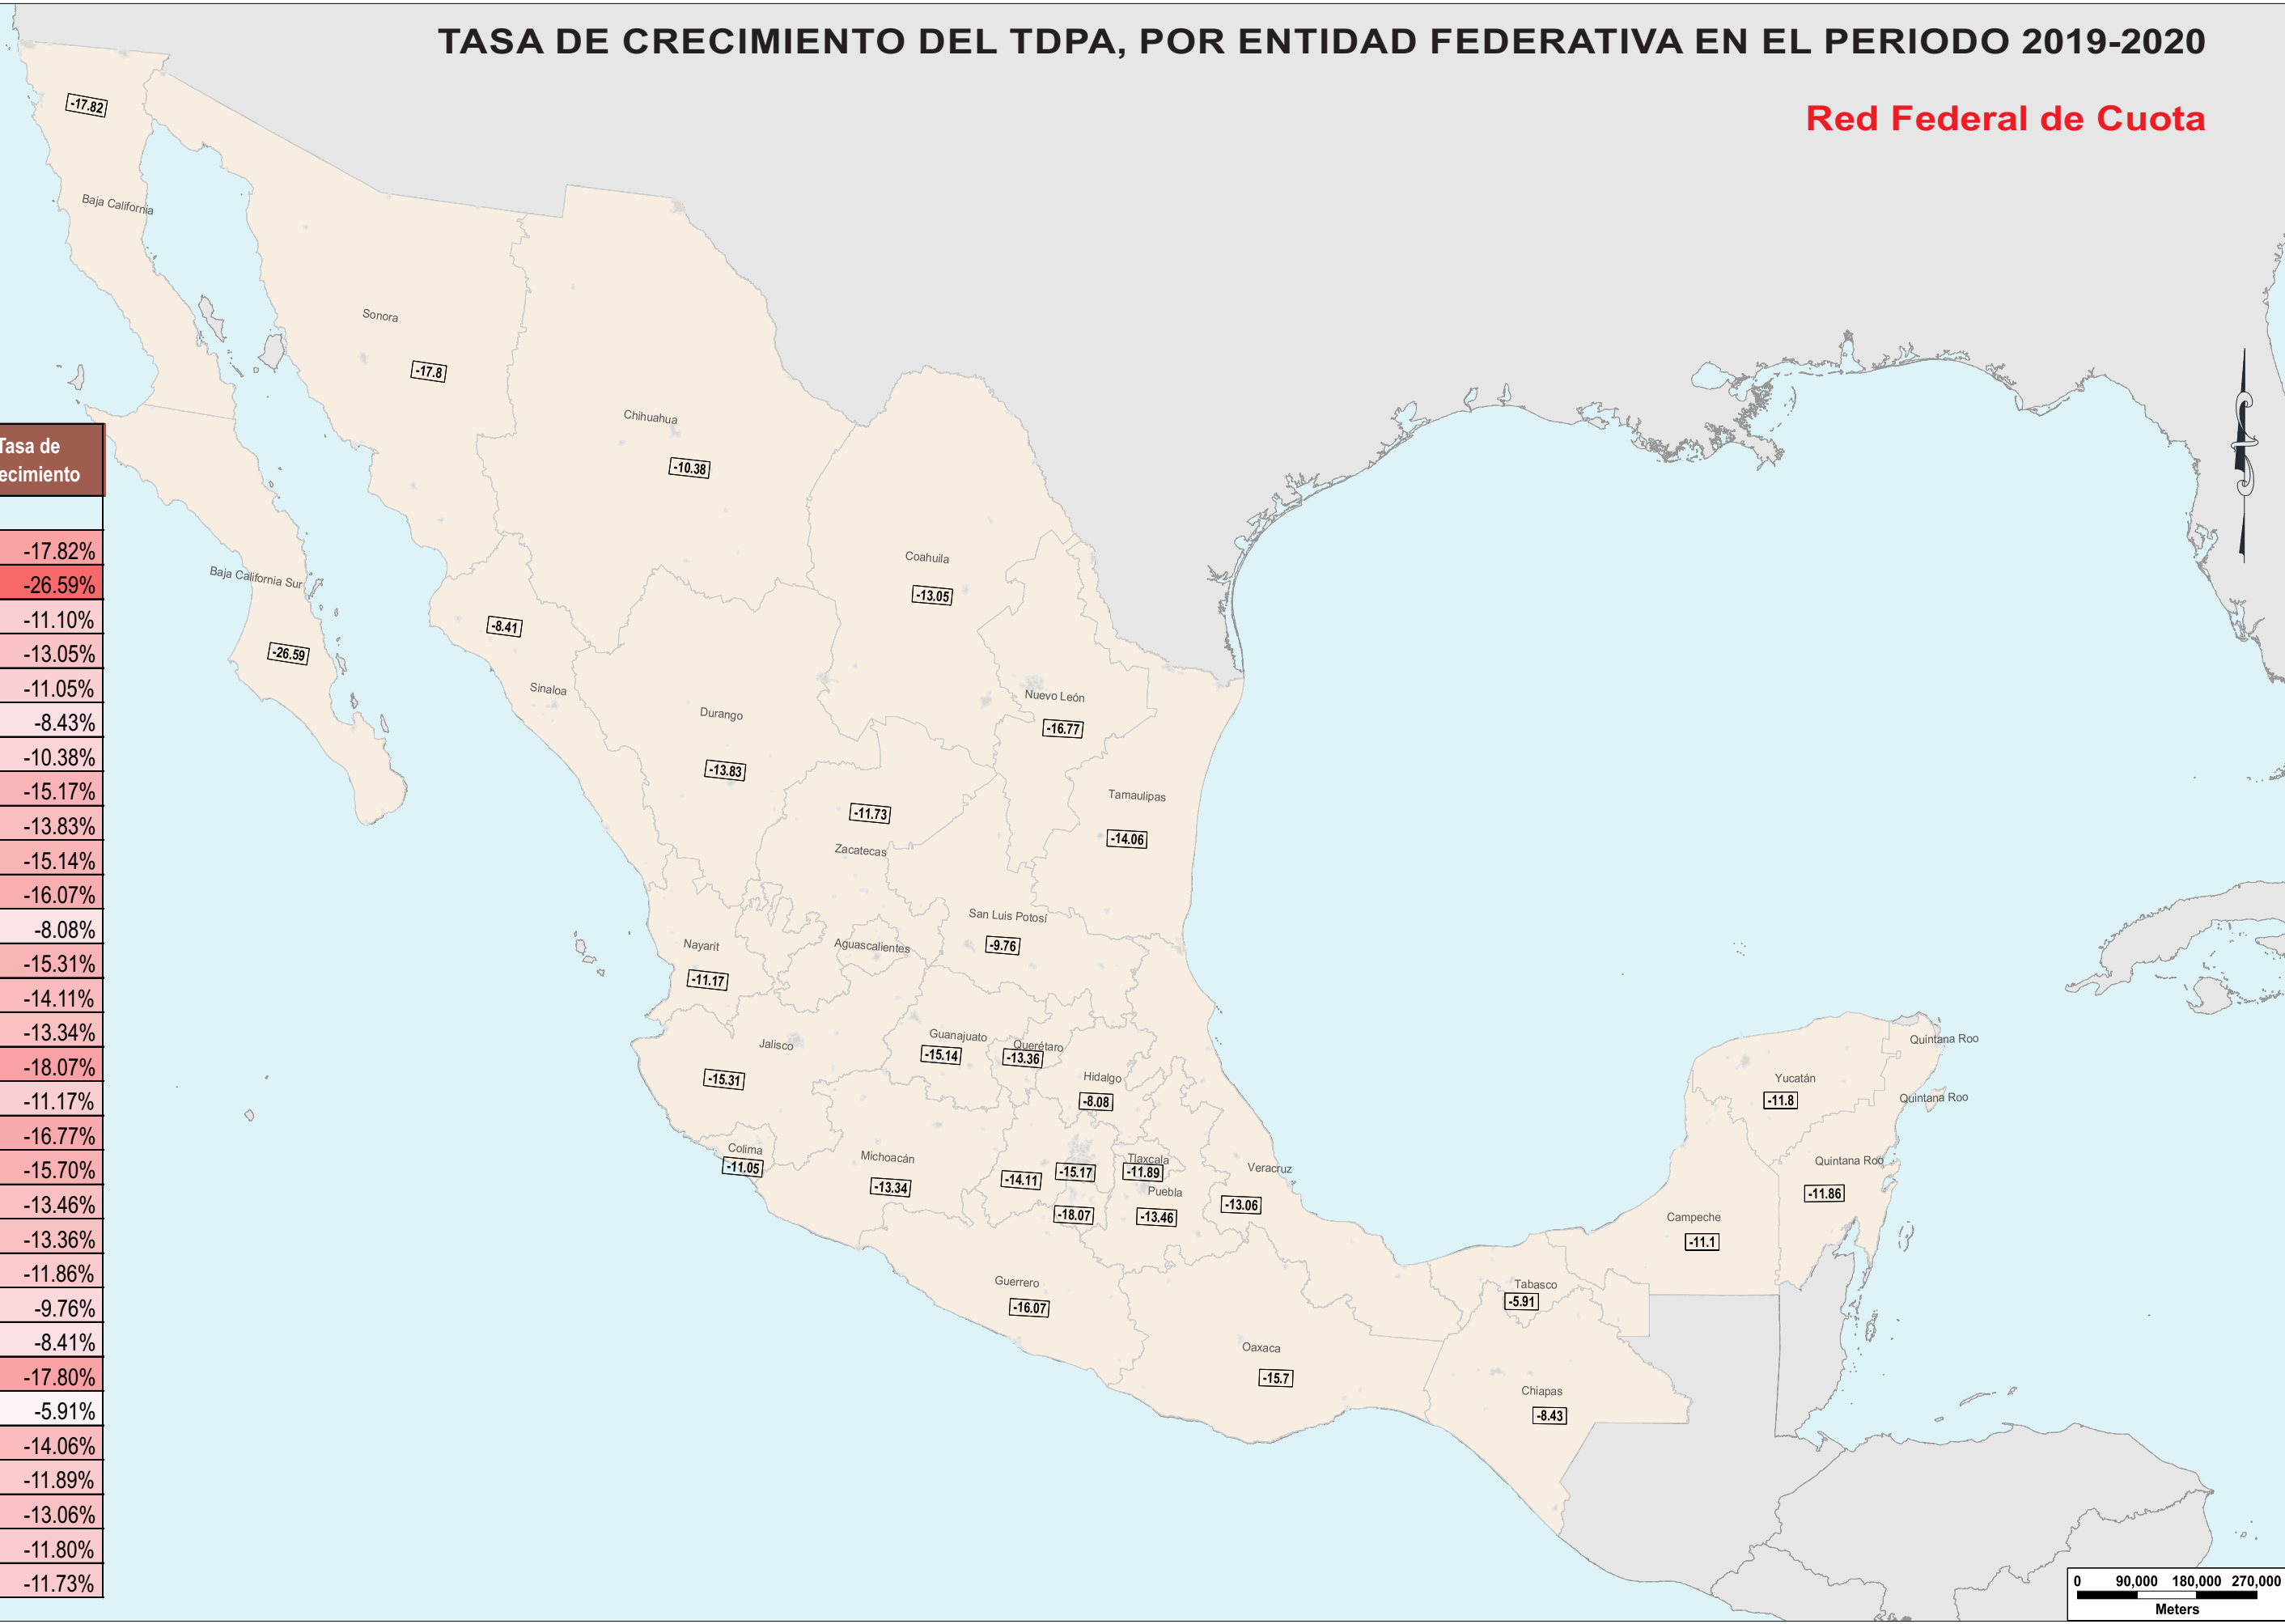 TASA DE CRECIMIENTO DEL TDPA, POR ENTIDAD FEDERATIVA EN EL PERIODO 2019-2020
Red Federal de Cuota
Tasa de
ecimiento
-17.82%
-26.59%
-11.10%
-13.05%
-11.05%
-8.43%
-10.38%
-15.17%
-13.83%
-15.14%
-16.07%
-8.08%
-15.31%
-14.11%
-13.34%
-18.07%
-11.17%
-16.77%
-15.70%
-13.46%
-13.36%
-11.86%
-9.76%
-8.41%
-17.80%
-5.91%
-14.06%
-11.89%
-13.06%
-11.80%
-11.73%
-17.82
Baja California
Sonora
-17.8
Chihuahua
-10.38
Coahuila
-13.05
Baja California Sur
-26.59
-8.41
Sinaloa
Durango
-13.83
Nuevo León
-16.77
-11.73
Zacatecas
Tamaulipas
-14.06
San Luis Potosí
-9.76
Nayarit
-11.17
Aguascalientes
Jalisco
-15.31
Guanajuato
-15.14
Querétaro
-13.36
Hidalgo
-8.08
Colima
-11.05
Michoacán
-13.34
-14.11
-15.17
-18.07
Tlaxcala
-11.89
Puebla
-13.46
Veracruz
-13.06
Guerrero
-16.07
Oaxaca
-15.7
Tabasco
-5.91
Chiapas
-8.43
Campeche
-11.1
Yucatán
-11.8
Quintana Roo
Quintana Roo
Quintana Roo
-11.86
0 90,000 180,000 270,000
Meters